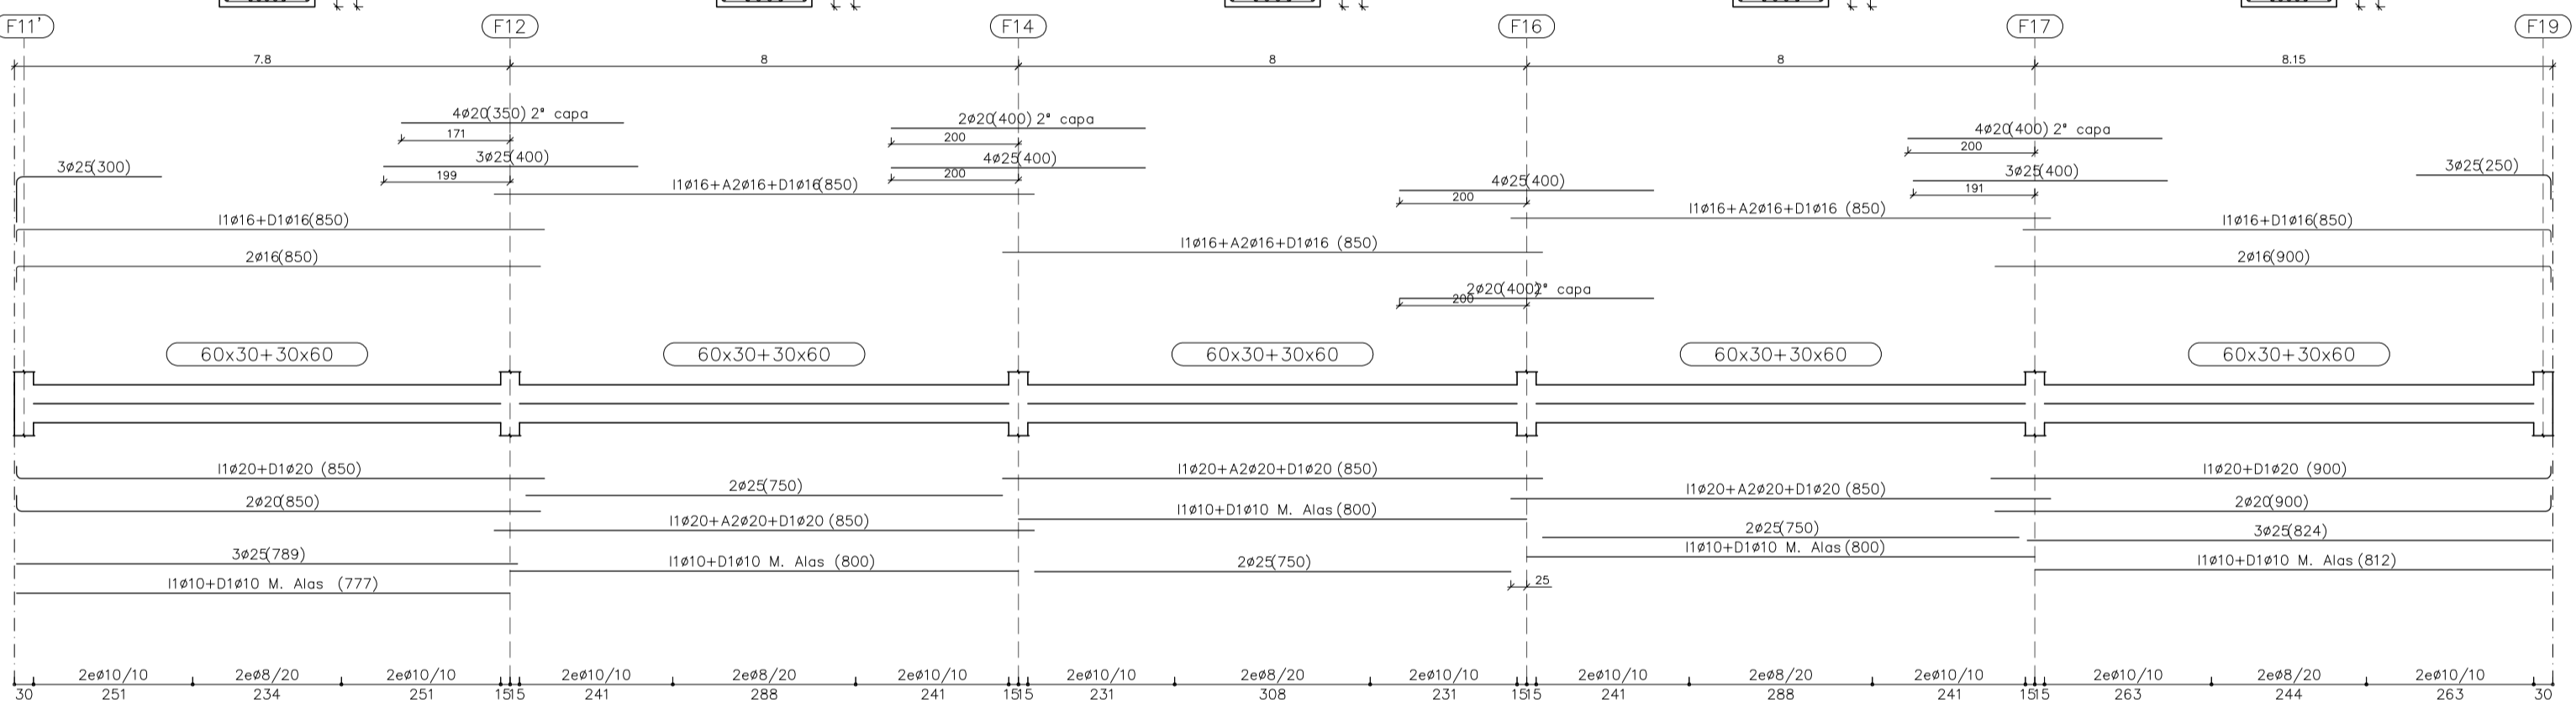 F11' F12 F14 F16 F17 F19
7.8 8 8 8 8.15
4ø20(350) 2ª capa
171
2ø20(400) 2ª capa
200
4ø20(400) 2ª capa
200
3ø25(400)
199
4ø25(400)
200
3ø25(300)
3ø25(250)
3ø25(400)
191
I1ø16+A2ø16+D1ø16(850)
4ø25(400)
200
I1ø16+A2ø16+D1ø16 (850)
I1ø16+D1ø16(850)
I1ø16+D1ø16(850)
I1ø16+A2ø16+D1ø16 (850)
2ø16(850)
2ø16(900)
2ø20(400)2ª capa
200
60x30+30x60 60x30+30x60 60x30+30x60 60x30+30x60 60x30+30x60
I1ø20+D1ø20 (850)
I1ø20+A2ø20+D1ø20 (850)
I1ø20+D1ø20 (900)
2ø25(750)
I1ø20+A2ø20+D1ø20 (850)
2ø20(850)
2ø20(900)
I1ø10+D1ø10 M. Alas (800)
I1ø20+A2ø20+D1ø20 (850)
2ø25(750)
3ø25(824)
3ø25(789)
I1ø10+D1ø10 M. Alas (800)
I1ø10+D1ø10 M. Alas (800)
2ø25(750)
I1ø10+D1ø10 M. Alas (812)
25
I1ø10+D1ø10 M. Alas (777)
2eø10/10 2eø8/20 2eø10/10 2eø10/10 2eø8/20 2eø10/10 2eø10/10 2eø8/20 2eø10/10 2eø10/10 2eø8/20 2eø10/10 2eø10/10 2eø8/20 2eø10/10
30 251 234 251 15 15 241 288 241 15 15 231 308 231 15 15 241 288 241 15 15 263 244 263 30